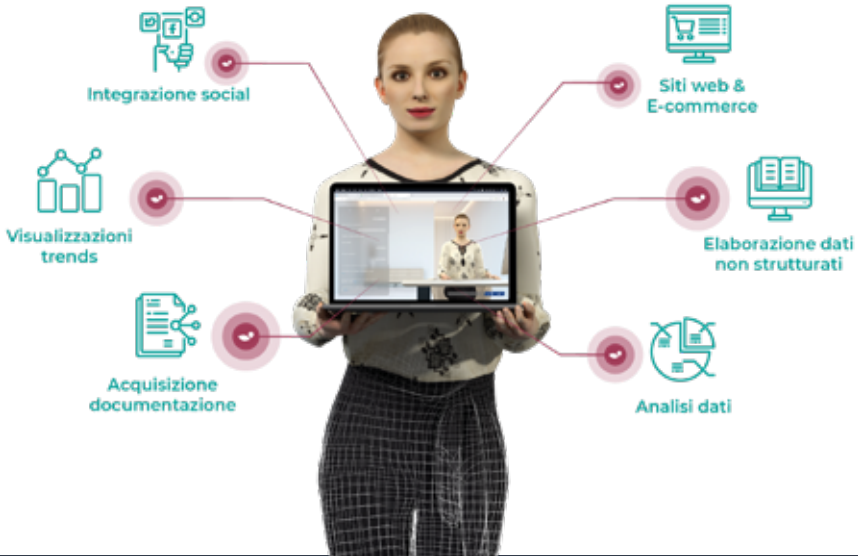 Integrazione social
Siti web &
E-commerce
Visualizzazioni
trends
Elaborazione dati
non strutturati
Acquisizione
documentazione
Analisi dati